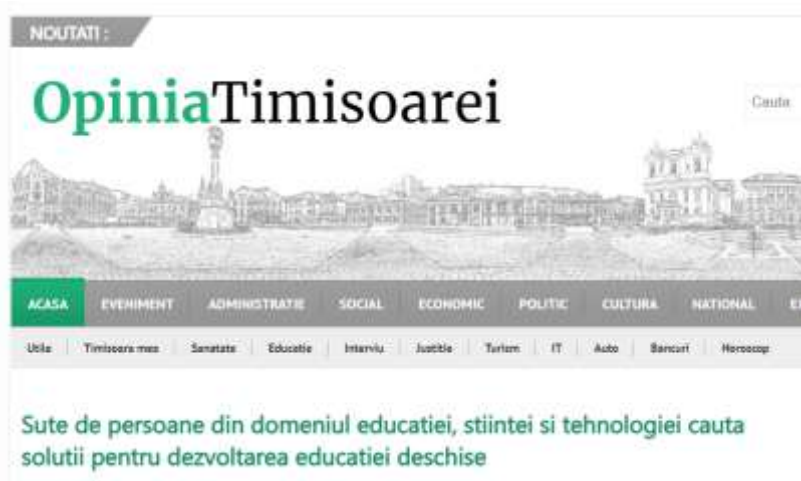 NOUTATI :
OpiniaTimisoarei
Cauta
ACASA EVENIMENT ADMINISTRATIE SOCIAL ECONOMIC POLITIC CULTURA NATIONAL
Utile Timisoara mea Sanatate Educatie Interviu Justitie Turism IT Auto Bancuri Horoscop
Sute de persoane din domeniul educatiei, stiintei si tehnologiei cauta
solutii pentru dezvoltarea educatiei deschise